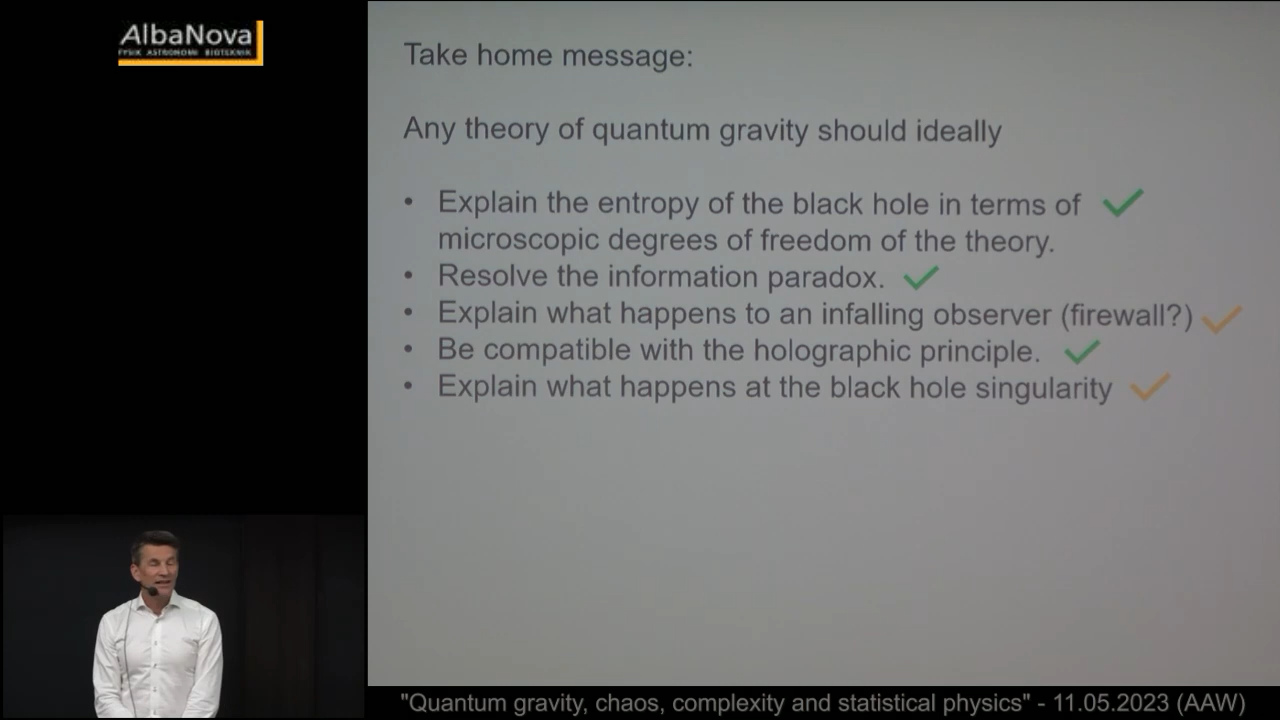 AlbaNova
FYSIK ASTRONOMI BIOTEKNIK
Take home message:
Any theory of quantum gravity should ideally
• Explain the entropy of the black hole in terms of
microscopic degrees of freedom of the theory.
• Resolve the information paradox.
• Explain what happens to an infalling observer (firewall?)
• Be compatible with the holographic principle.
• Explain what happens at the black hole singularity
"Quantum gravity, chaos, complexity and statistical physics" - 11.05.2023 (AAW)